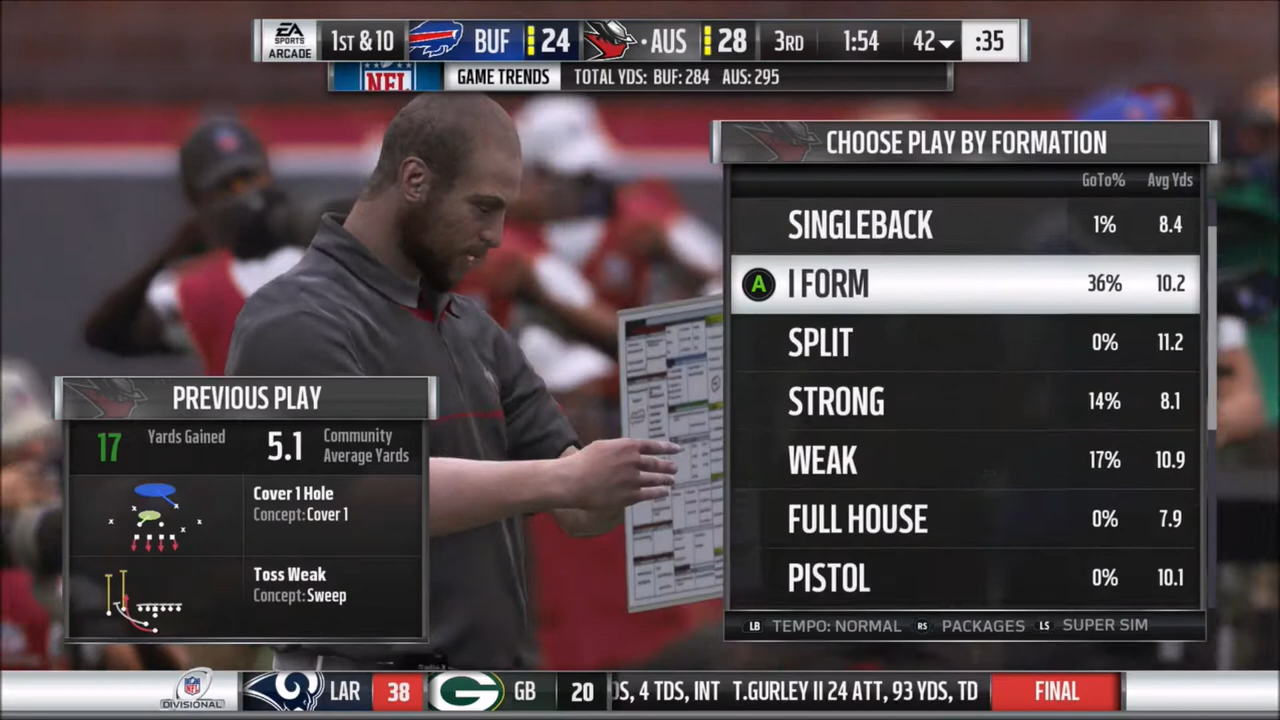 EA
SPORTS
ARCADE
1ST & 10
BUF
24
AUS
28
3RD
1:54
42
:35
NFL
GAME TRENDS
TOTAL YDS: BUF: 284 AUS: 295
CHOOSE PLAY BY FORMATION
GoTo% Avg Yds
SINGLEBACK 1% 8.4
A I FORM 36% 10.2
SPLIT 0% 11.2
STRONG 14% 8.1
WEAK 17% 10.9
FULL HOUSE 0% 7.9
PISTOL 0% 10.1
LB TEMPO: NORMAL RS PACKAGES LS SUPER SIM
PREVIOUS PLAY
17 Yards Gained 5.1 Community
Average Yards
Cover 1 Hole
Concept: Cover 1
Toss Weak
Concept: Sweep
NFL
DIVISIONAL
LAR 38 G GB 20 DS, 4 TDS, INT T.GURLEY II 24 ATT, 93 YDS, TD FINAL